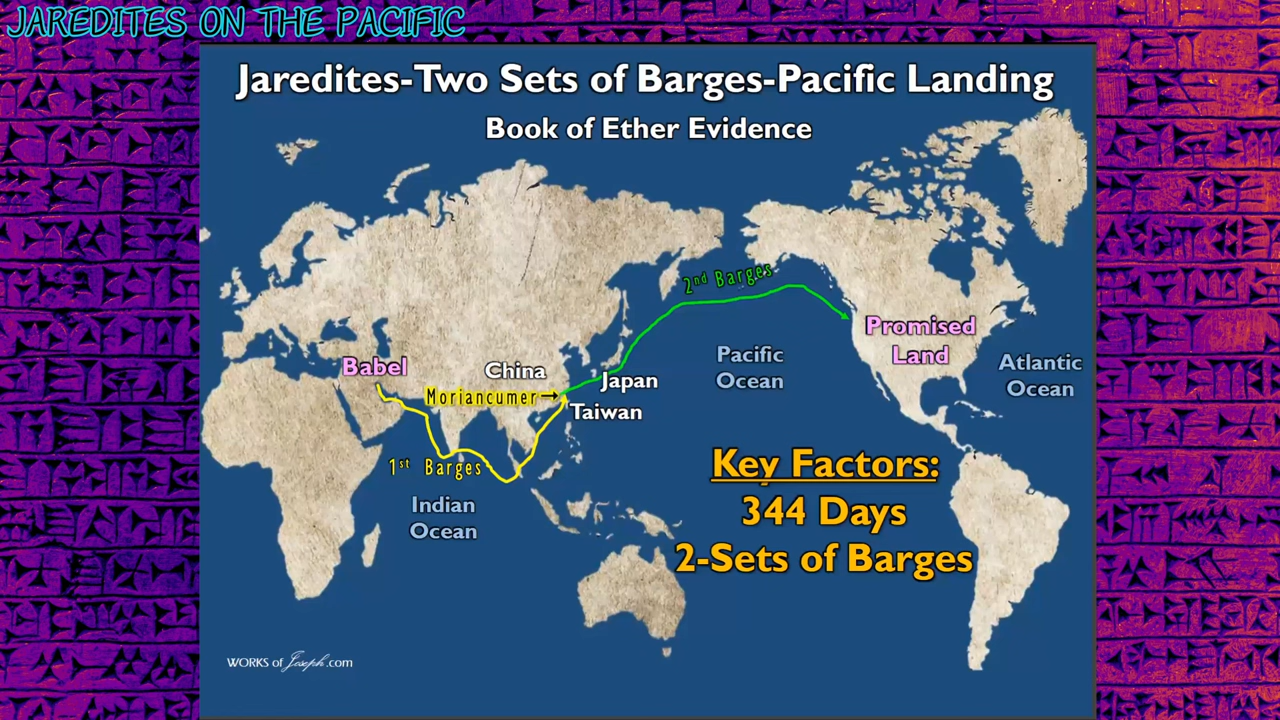 JAREDITES ON THE PACIFIC
Jaredites-Two Sets of Barges-Pacific Landing
Book of Ether Evidence
2nd Barges
Promised
Land
Babel
China
Pacific
Ocean
Atlantic
Ocean
Moriancumer→
Japan
Taiwan
1st Barges
Indian
Ocean
Key Factors:
344 Days
2-Sets of Barges
WORKS of Joseph.com